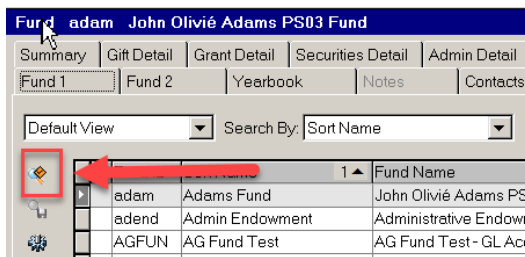 Fund adam John Olivié Adams PS03 Fund
Summary Gift Detail Grant Detail Securities Detail Admin Detail
Fund 1 Fund 2 Yearbook Notes Contacts
Default View Search By: Sort Name
1 Fund Name
adam Adams Fund John Olivié Adams PS
adend Admin Endowment Administrative Endow
AGFUN AG Fund Test AG Fund Test - GL Ac